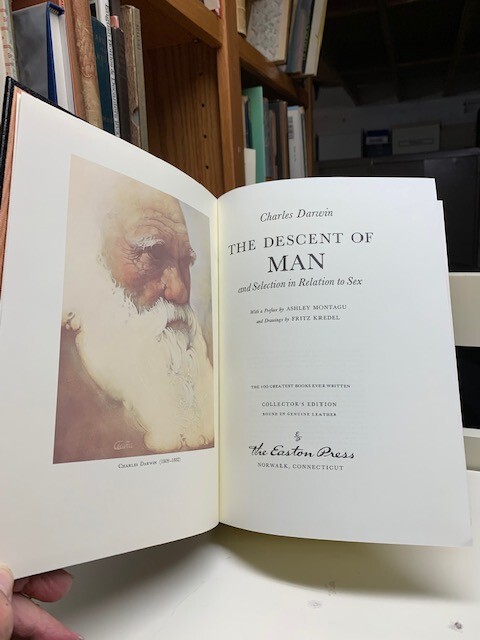 CHARLES DARWIN (1809–1882)
Charles Darwin
THE DESCENT OF
MAN
and Selection in Relation to Sex
With a Preface by ASHLEY MONTAGU
and Drawings by FRITZ KREDEL
THE 100 GREATEST BOOKS EVER WRITTEN
COLLECTOR'S EDITION
BOUND IN GENUINE LEATHER
The Easton Press
NORWALK, CONNECTICUT